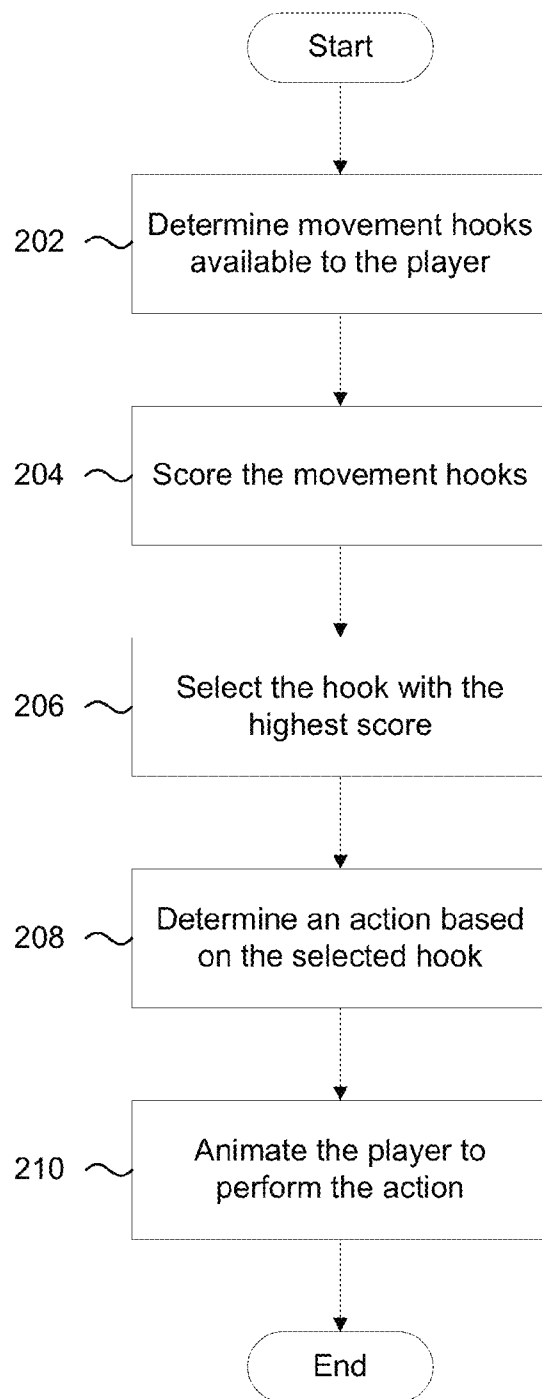 Start
202
Determine movement hooks
available to the player
204
Score the movement hooks
206
Select the hook with the
highest score
208
Determine an action based
on the selected hook
210
Animate the player to
perform the action
End